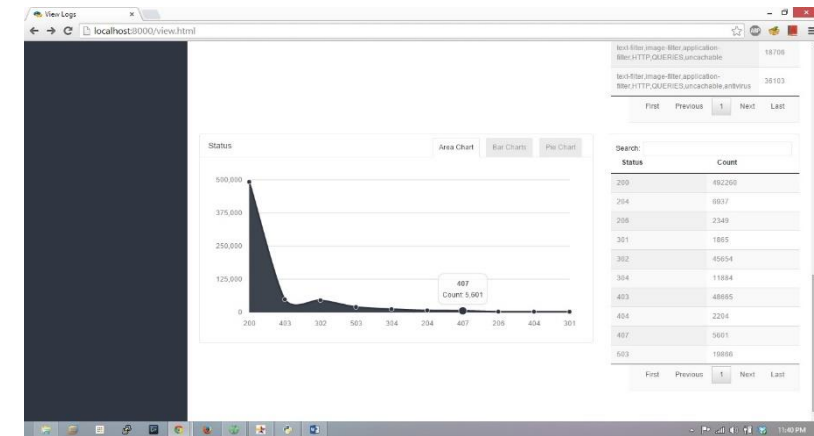 View Logs
localhost:8000/view.html
text-filter,image-filter,application-
filter,HTTP,QUERIES,uncachable
18708
text-filter,image-filter,application-
filter,HTTP,QUERIES,uncachable,antivirus
38103
First Previous 1 Next Last
Status
Area Chart Bar Charts Pie Chart
500,000
375,000
250,000
125,000
0
407
Count: 5,601
200 403 302 503 304 204 407 206 404 301
Search:
Status Count
200 492260
204
206 2349
301 1865
302 45654
304 11884
403
404 2204
407 5601
503
First Previous 1 Next Last
11:40 PM